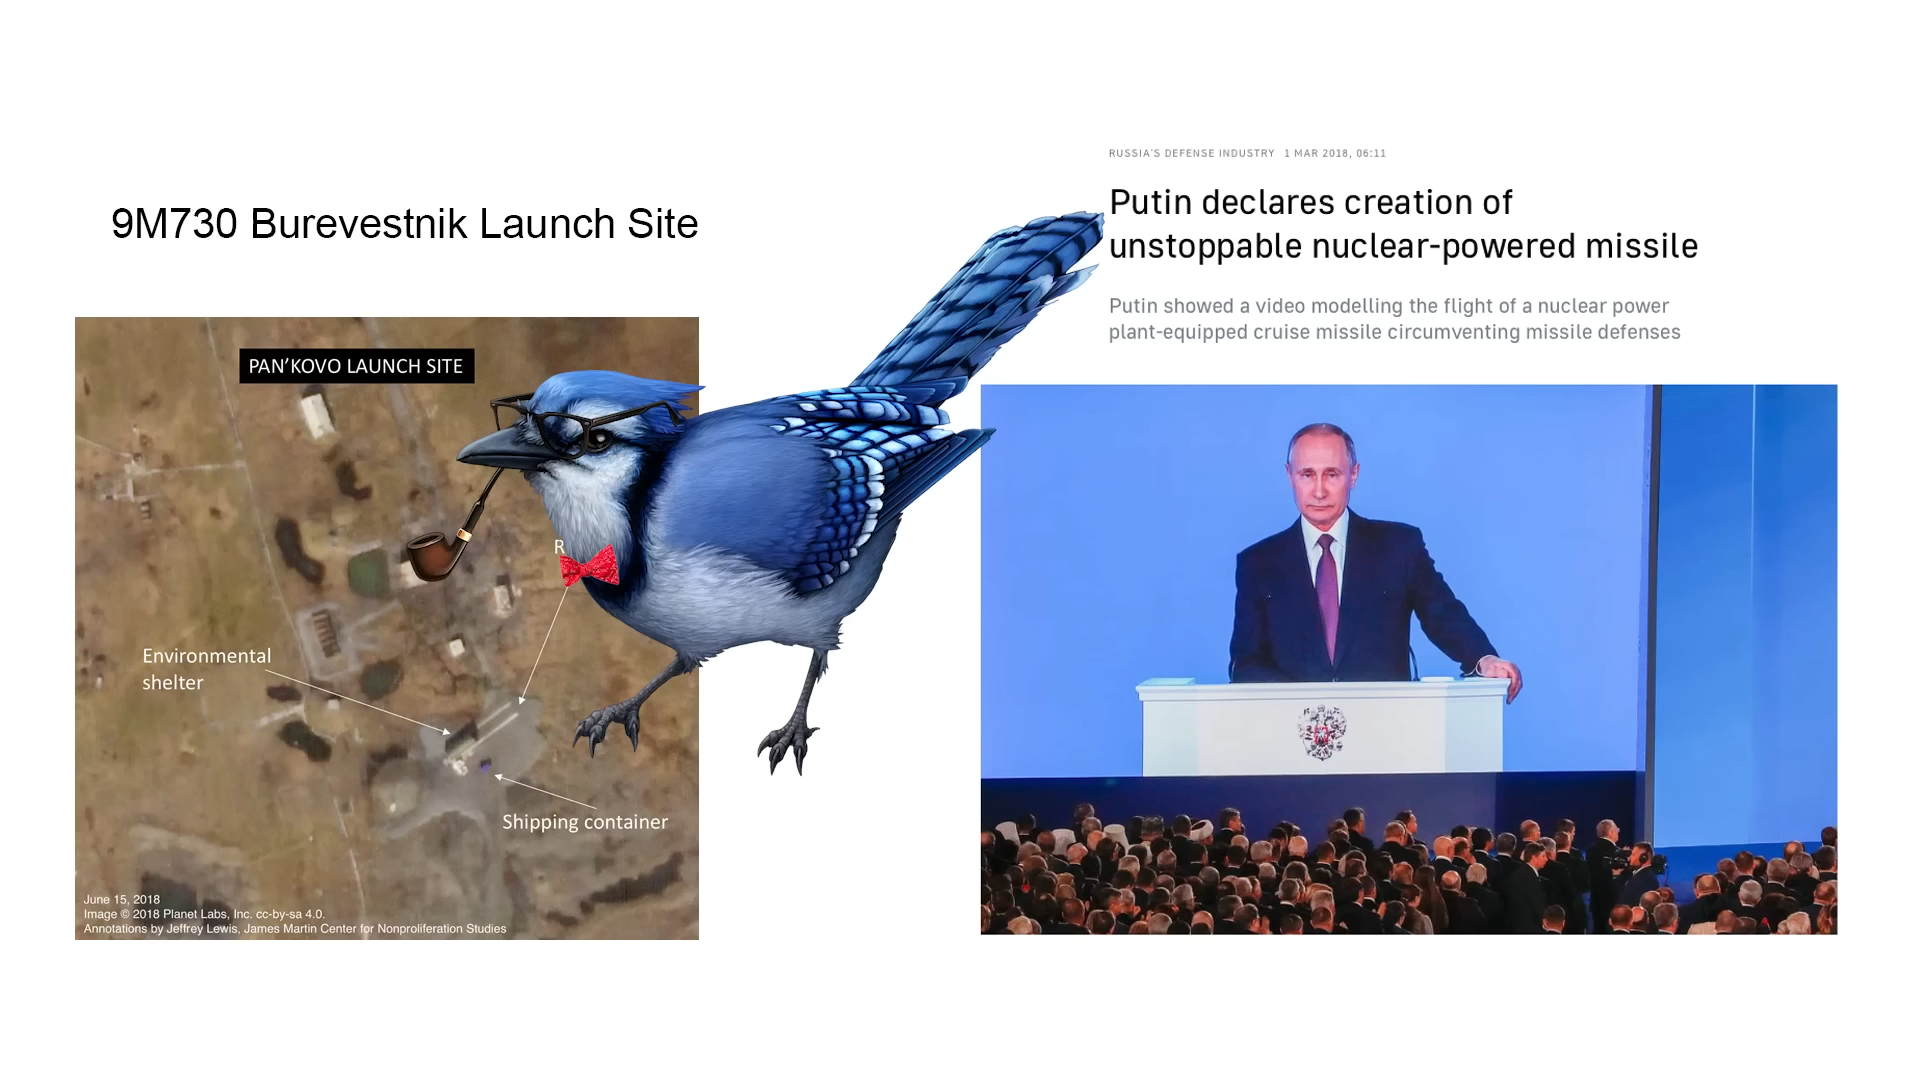 9M730 Burevestnik Launch Site
PAN’KOVO LAUNCH SITE
R
Environmental
shelter
Shipping container
June 15, 2018
Image © 2018 Planet Labs, Inc. cc-by-sa 4.0.
Annotations by Jeffrey Lewis, James Martin Center for Nonproliferation Studies
RUSSIA'S DEFENSE INDUSTRY 1 MAR 2018, 06:11
Putin declares creation of
unstoppable nuclear-powered missile
Putin showed a video modelling the flight of a nuclear power
plant-equipped cruise missile circumventing missile defenses